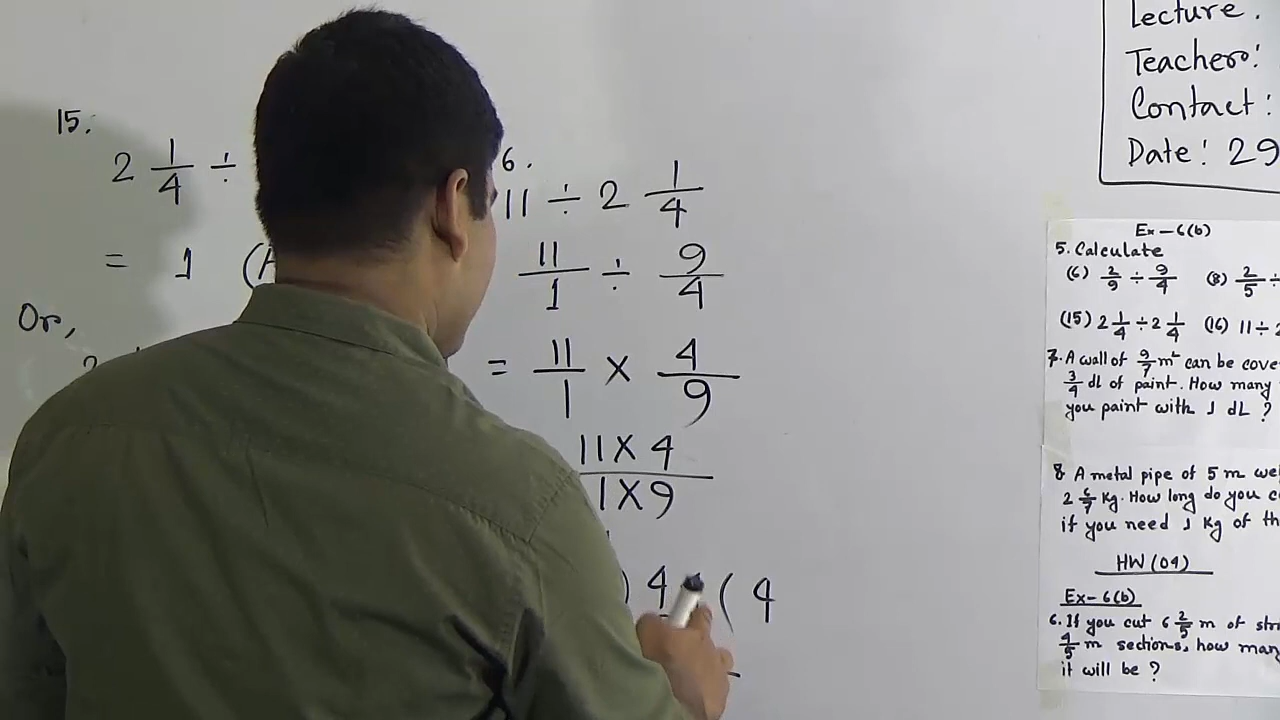 15.
2 1/4 ÷
= 1 (
Or,
6.
11 ÷ 2 1/4
11/1 ÷ 9/4
= 11/1 × 4/9
11 × 4
1 × 9
) 4 ( 4
Lecture.
Teacher:
Contact:
Date: 29
Ex-6(b)
5. Calculate
(6) 2/9 ÷ 9/4 (8) 2/5 ÷
(15) 2 1/4 ÷ 2 1/4 (16) 11 ÷ 2
7. A wall of 9/7 m² can be cove
3/4 dl of paint. How many
you paint with 1 dL ?
8 A metal pipe of 5 m we
2 6/7 Kg. How long do you c
if you need 1 Kg of th
HW (04)
Ex-6(b)
6. If you cut 6 2/5 m of str
4/5 m sections, how man
it will be ?